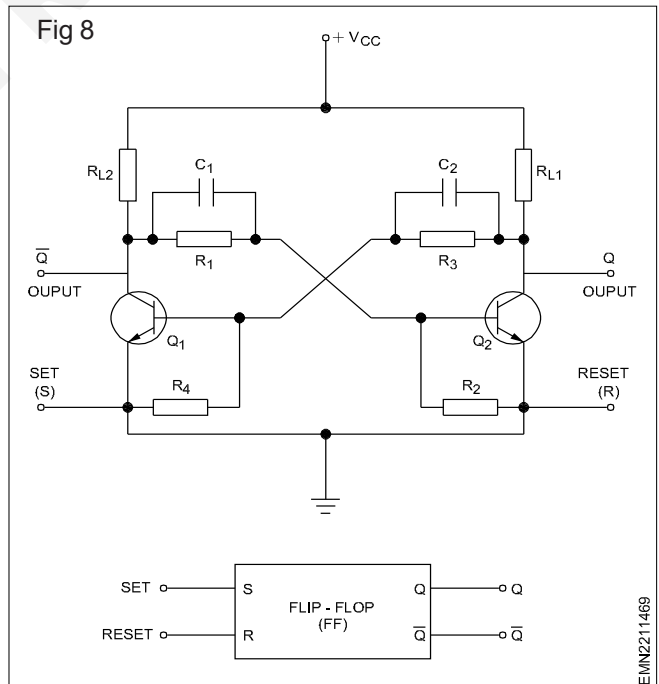 Fig 8
+ VCC
RL2
C1
C2
RL1
R1
R3
Q̅
Q
OUPUT
OUPUT
Q1
Q2
SET
(S)
R4
R2
RESET
(R)
SET
S
Q
Q
FLIP - FLOP
(FF)
RESET
R
Q̅
Q̅
EMN2211469